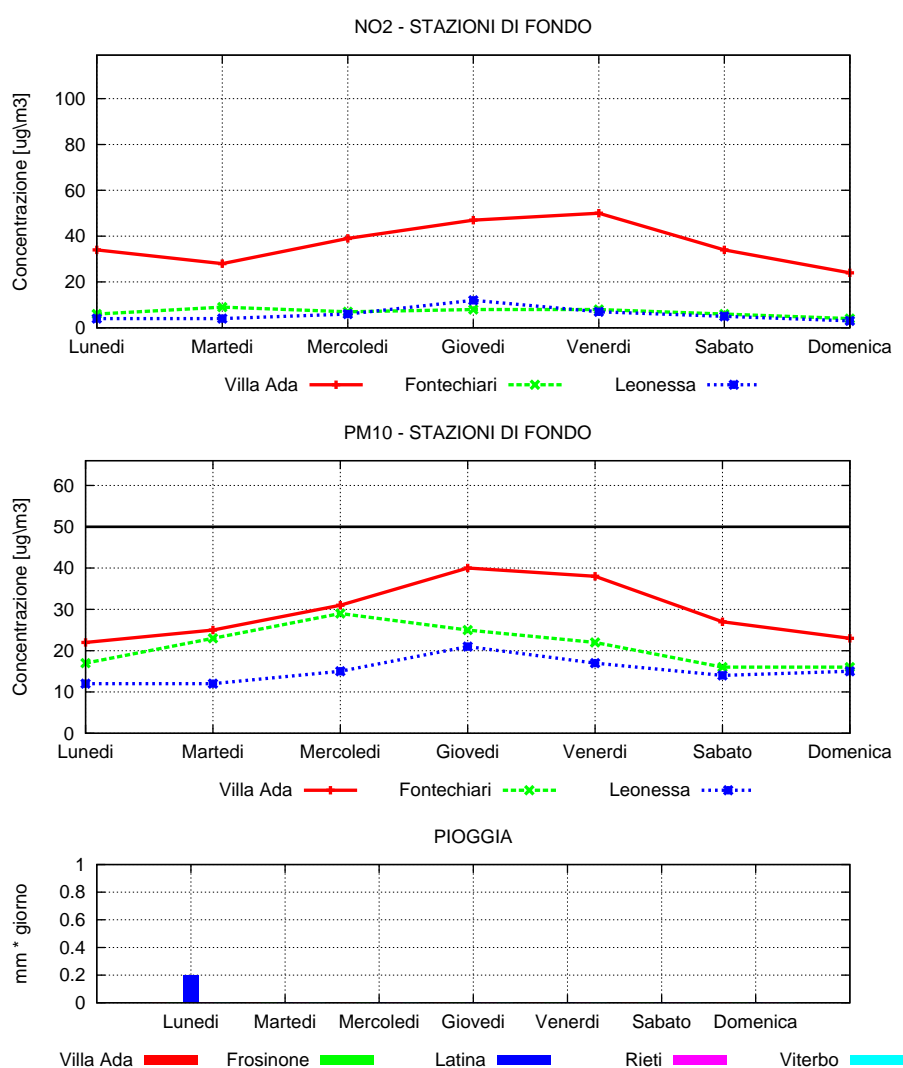 NO2 - STAZIONI DI FONDO
Concentrazione [ug\m3]
100
80
60
40
20
0
Lunedi Martedi Mercoledi Giovedi Venerdi Sabato Domenica
Villa Ada Fontechiari Leonessa
PM10 - STAZIONI DI FONDO
Concentrazione [ug\m3]
60
50
40
30
20
10
0
Lunedi Martedi Mercoledi Giovedi Venerdi Sabato Domenica
Villa Ada Fontechiari Leonessa
PIOGGIA
mm * giorno
1
0.8
0.6
0.4
0.2
0
Lunedi Martedi Mercoledi Giovedi Venerdi Sabato Domenica
Villa Ada Frosinone Latina Rieti Viterbo